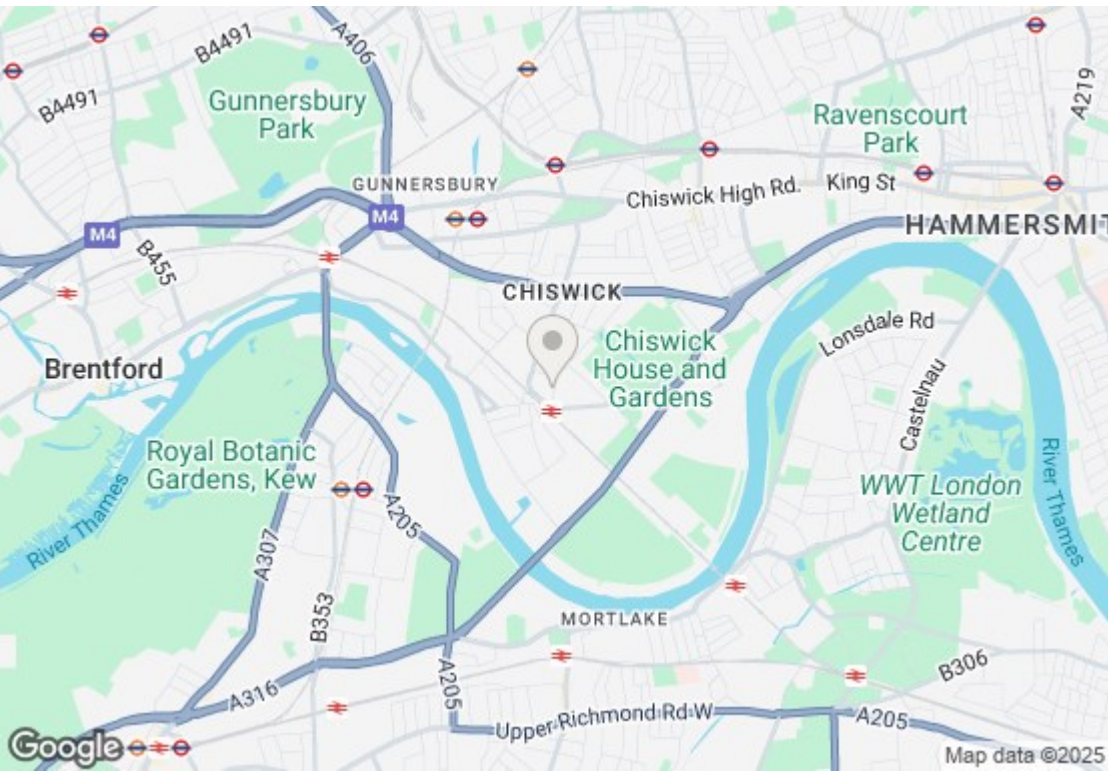 B4491
A406
B4491
A219
Gunnersbury
Park
Ravenscourt
Park
GUNNERSBURY
Chiswick High Rd.
King St
M4
M4
HAMMERSMIT
B455
CHISWICK
Lonsdale Rd
Chiswick
House and
Gardens
Brentford
Castelnau
Royal Botanic
Gardens, Kew
River Thames
River Thames
A205
WWT London
Wetland
Centre
A307
B353
MORTLAKE
A205
B306
A316
Upper Richmond Rd W
A205
Google
Map data ©2025